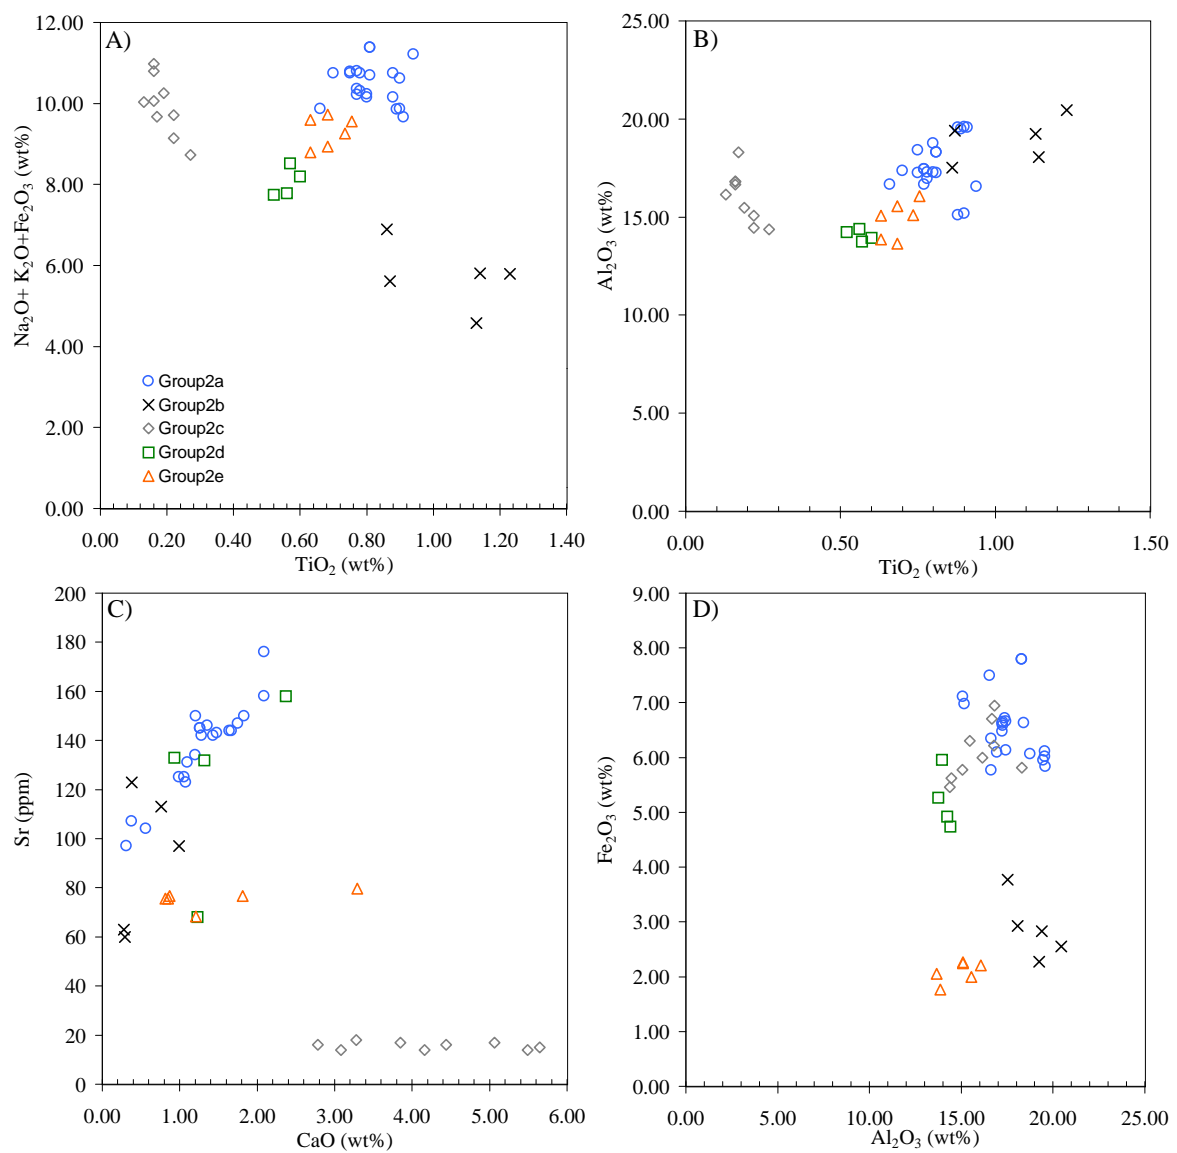 A)
12.00
10.00
8.00
6.00
4.00
2.00
0.00
Na₂O+ K₂O+Fe₂O₃ (wt%)
Group2a
Group2b
Group2c
Group2d
Group2e
0.00 0.20 0.40 0.60 0.80 1.00 1.20 1.40
TiO₂ (wt%)
B)
25.00
20.00
15.00
10.00
5.00
0.00
Al₂O₃ (wt%)
0.00 0.50 1.00 1.50
TiO₂ (wt%)
C)
200
180
160
140
120
100
80
60
40
20
0
Sr (ppm)
0.00 1.00 2.00 3.00 4.00 5.00 6.00
CaO (wt%)
D)
9.00
8.00
7.00
6.00
5.00
4.00
3.00
2.00
1.00
0.00
Fe₂O₃ (wt%)
0.00 5.00 10.00 15.00 20.00 25.00
Al₂O₃ (wt%)